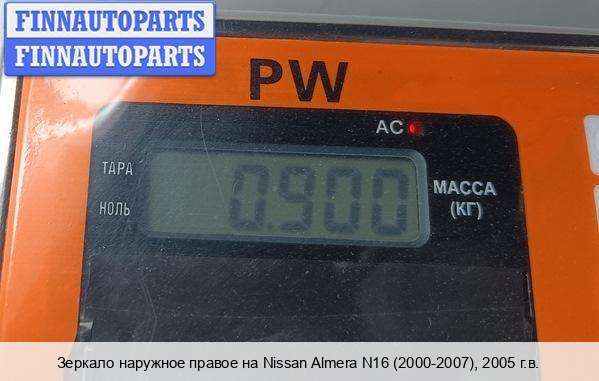 FINNAUTOPARTS
FINNAUTOPARTS
PW
AC
ТАРА
НОЛЬ
0.900
МАССА
(КГ)
Зеркало наружное правое на Nissan Almera N16 (2000-2007), 2005 г.в.